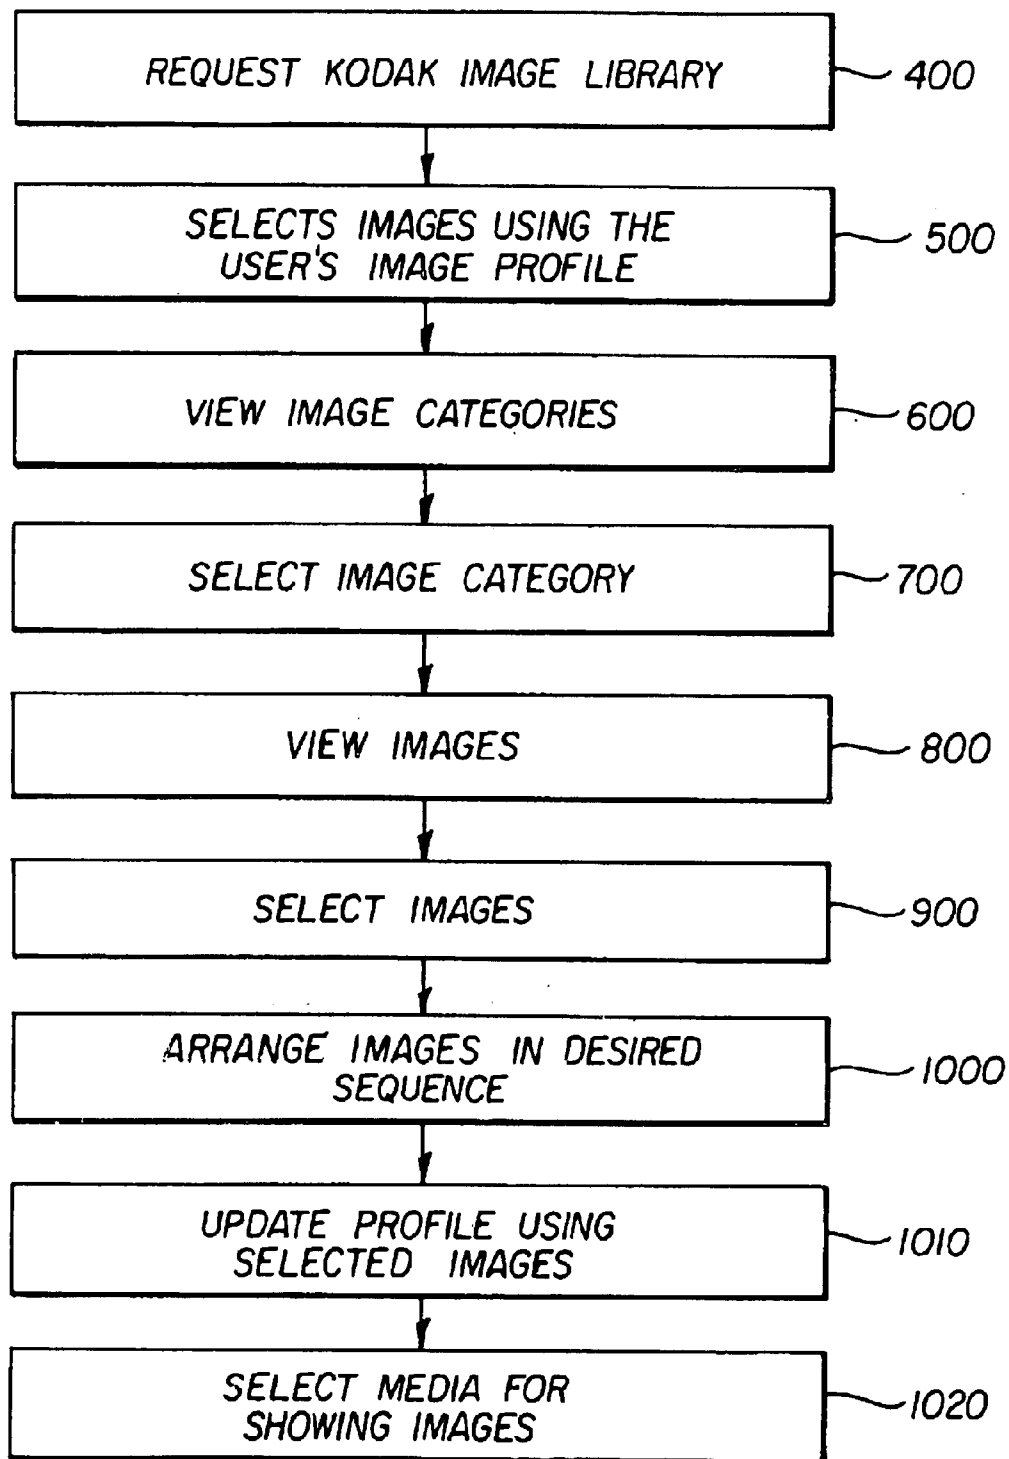 REQUEST KODAK IMAGE LIBRARY
400
SELECTS IMAGES USING THE
USER'S IMAGE PROFILE
500
VIEW IMAGE CATEGORIES
600
SELECT IMAGE CATEGORY
700
VIEW IMAGES
800
SELECT IMAGES
900
ARRANGE IMAGES IN DESIRED
SEQUENCE
1000
UPDATE PROFILE USING
SELECTED IMAGES
1010
SELECT MEDIA FOR
SHOWING IMAGES
1020